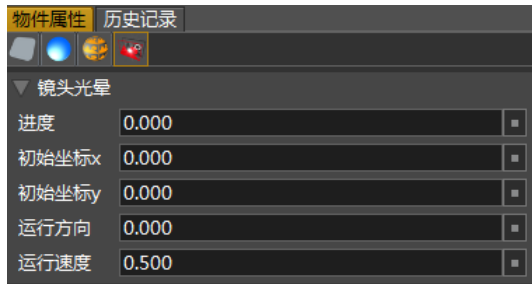 物件属性 历史记录
镜头光晕
进度 0.000
初始坐标x 0.000
初始坐标y 0.000
运行方向 0.000
运行速度 0.500